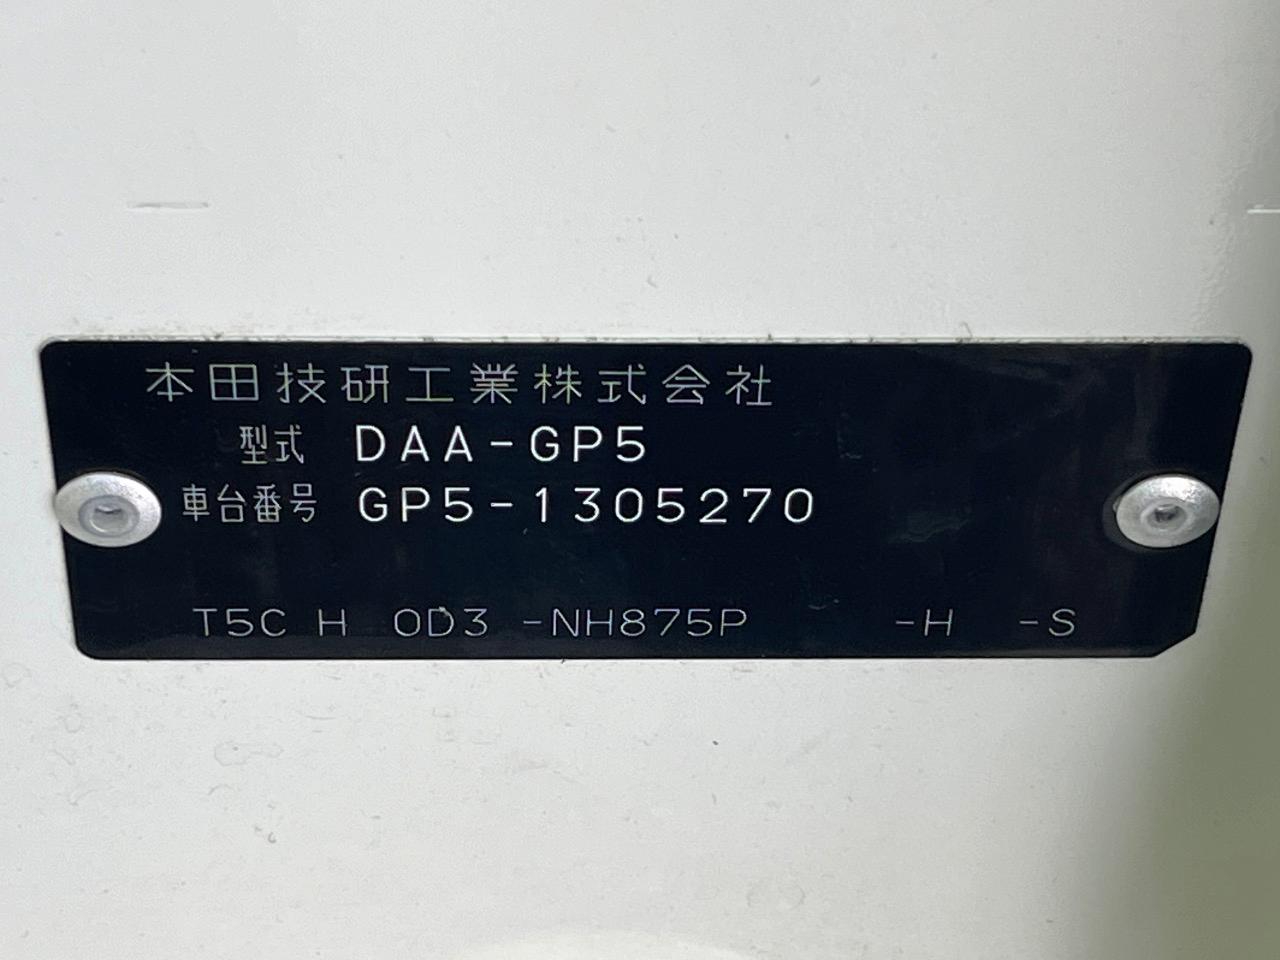 本田技研工業株式会社
型式 DAA-GP5
車台番号 GP5-1305270
T5C H 0D3 -NH875P -H -S